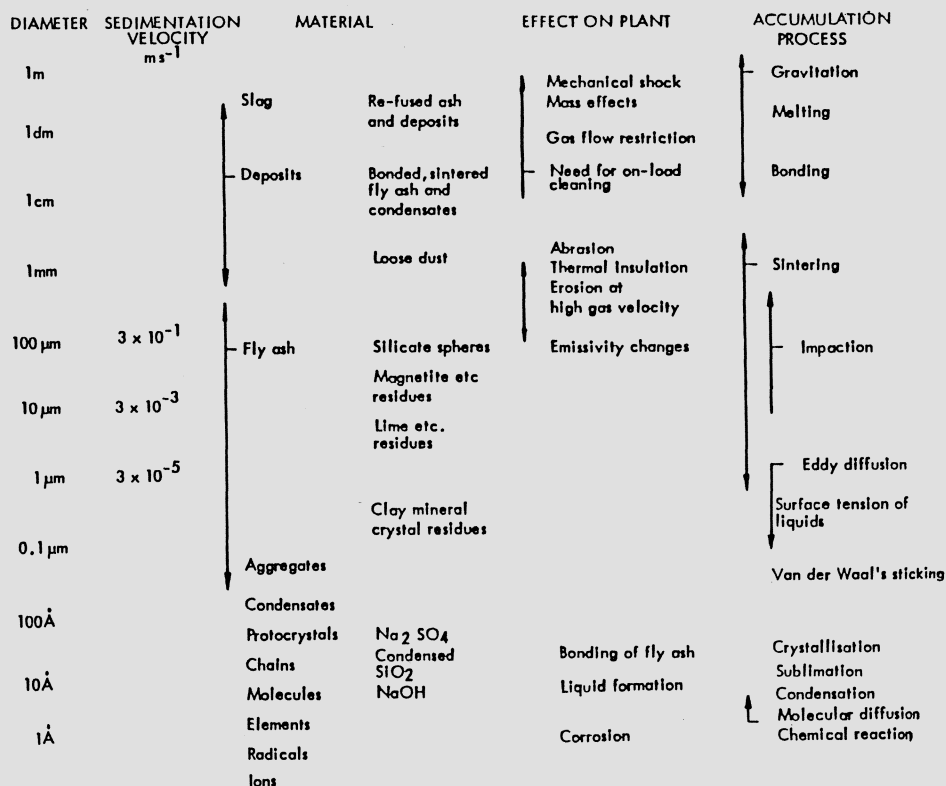 DIAMETER SEDIMENTATION VELOCITY ms⁻¹ MATERIAL EFFECT ON PLANT ACCUMULATION PROCESS
1m Mechanical shock Gravitation
Slag Re-fused ash and deposits Mass effects Melting
1dm Gas flow restriction
Deposits Bonded, sintered fly ash and condensates Need for on-load cleaning Bonding
1cm
Loose dust Abrasion
1mm Thermal Insulation Sintering
Erosion at high gas velocity
100 µm 3 x 10⁻¹ Fly ash Silicate spheres Emissivity changes Impaction
Magnetite etc residues
10 µm 3 x 10⁻³ Lime etc. residues
1 µm 3 x 10⁻⁵ Eddy diffusion
Clay mineral crystal residues Surface tension of liquids
0.1 µm
Aggregates Van der Waal's sticking
Condensates
100Å
Protocrystals Na2 SO4 Bonding of fly ash Crystallisation
Chains Condensed SiO2 Sublimation
10Å Molecules NaOH Liquid formation Condensation
Elements Molecular diffusion
1Å Corrosion Chemical reaction
Radicals
Ions